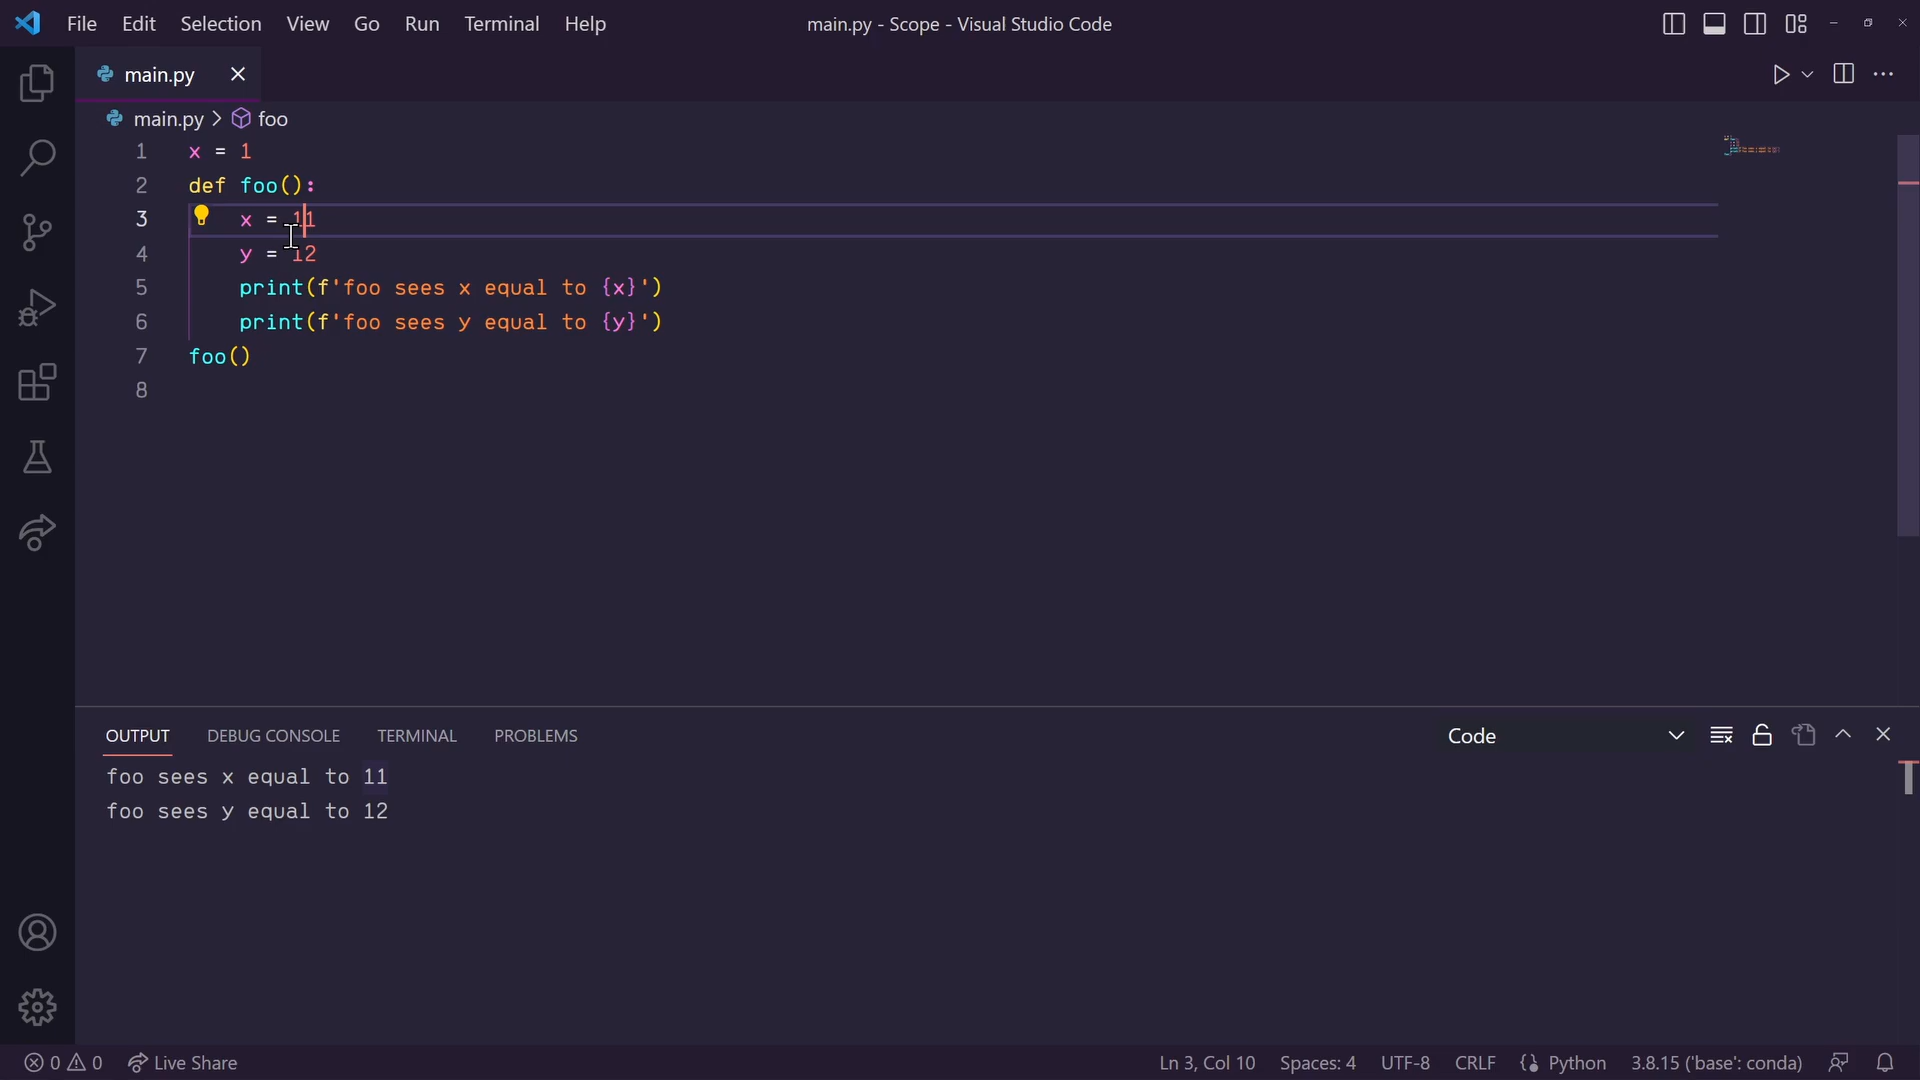 File Edit Selection View Go Run Terminal Help main.py - Scope - Visual Studio Code
main.py
main.py > foo
1 x = 1
2 def foo():
3     x = 11
4     y = 12
5     print(f'foo sees x equal to {x}')
6     print(f'foo sees y equal to {y}')
7 foo()
8
OUTPUT DEBUG CONSOLE TERMINAL PROBLEMS Code
foo sees x equal to 11
foo sees y equal to 12
0 0 Live Share Ln 3, Col 10 Spaces: 4 UTF-8 CRLF Python 3.8.15 ('base': conda)